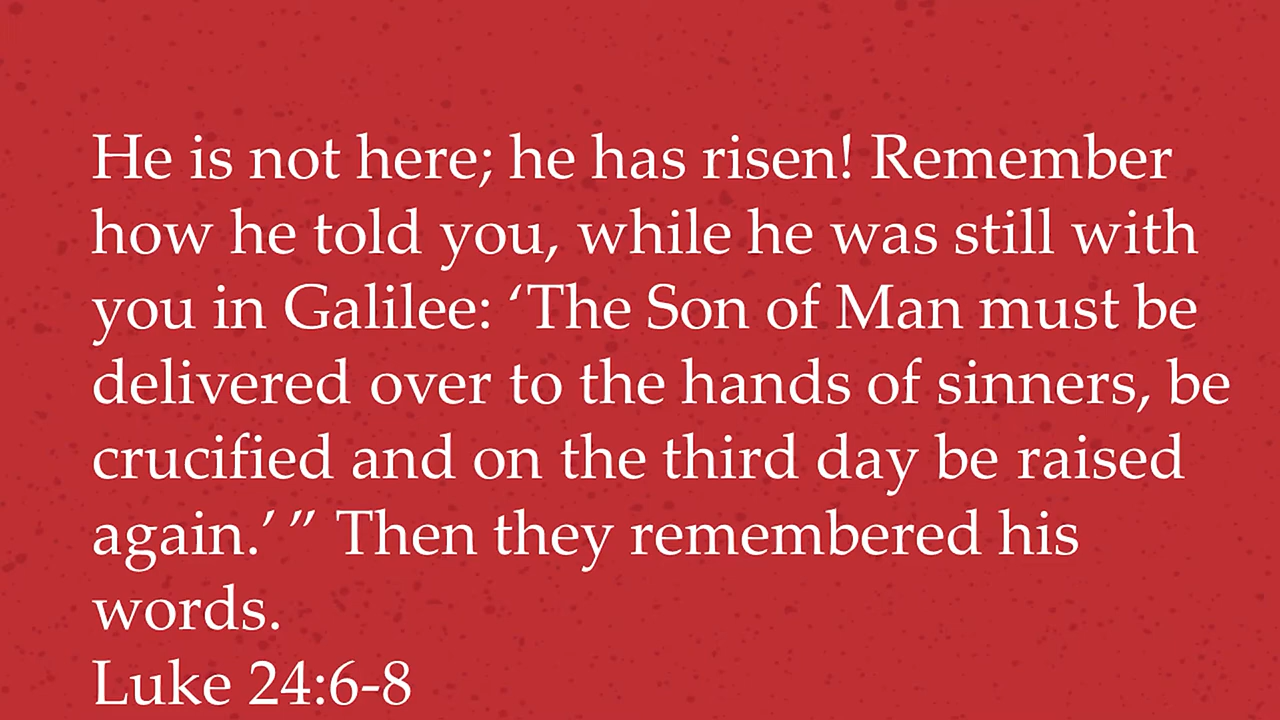 He is not here; he has risen! Remember
how he told you, while he was still with
you in Galilee: ‘The Son of Man must be
delivered over to the hands of sinners, be
crucified and on the third day be raised
again.’ ” Then they remembered his
words.
Luke 24:6-8